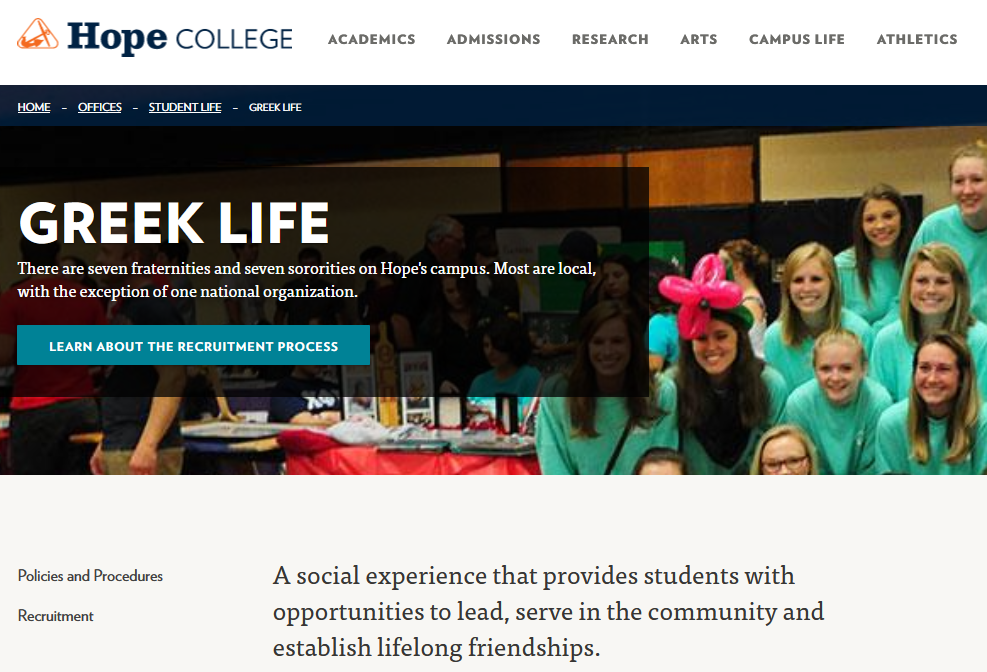 Hope COLLEGE
ACADEMICS ADMISSIONS RESEARCH ARTS CAMPUS LIFE ATHLETICS
HOME – OFFICES – STUDENT LIFE – GREEK LIFE
GREEK LIFE
There are seven fraternities and seven sororities on Hope's campus. Most are local,
with the exception of one national organization.
LEARN ABOUT THE RECRUITMENT PROCESS
Policies and Procedures
Recruitment
A social experience that provides students with
opportunities to lead, serve in the community and
establish lifelong friendships.